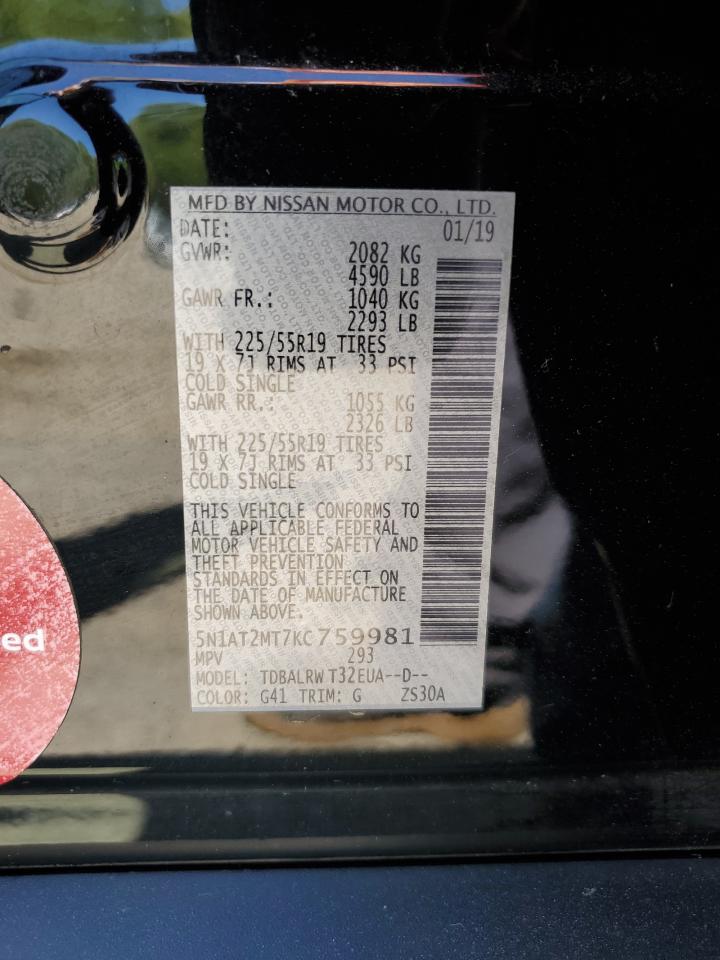 MFD BY NISSAN MOTOR CO., LTD.
DATE: 01/19
GVWR: 2082 KG
4590 LB
GAWR FR.: 1040 KG
2293 LB
WITH 225/55R19 TIRES
19 X 7J RIMS AT 33 PSI
COLD SINGLE
GAWR RR.: 1055 KG
2326 LB
WITH 225/55R19 TIRES
19 X 7J RIMS AT 33 PSI
COLD SINGLE
THIS VEHICLE CONFORMS TO
ALL APPLICABLE FEDERAL
MOTOR VEHICLE SAFETY AND
THEFT PREVENTION
STANDARDS IN EFFECT ON
THE DATE OF MANUFACTURE
SHOWN ABOVE.
5N1AT2MT7KC759981
MPV 293
MODEL: TDBALRW T32EUA--D--
COLOR: G41 TRIM: G ZS30A
ed